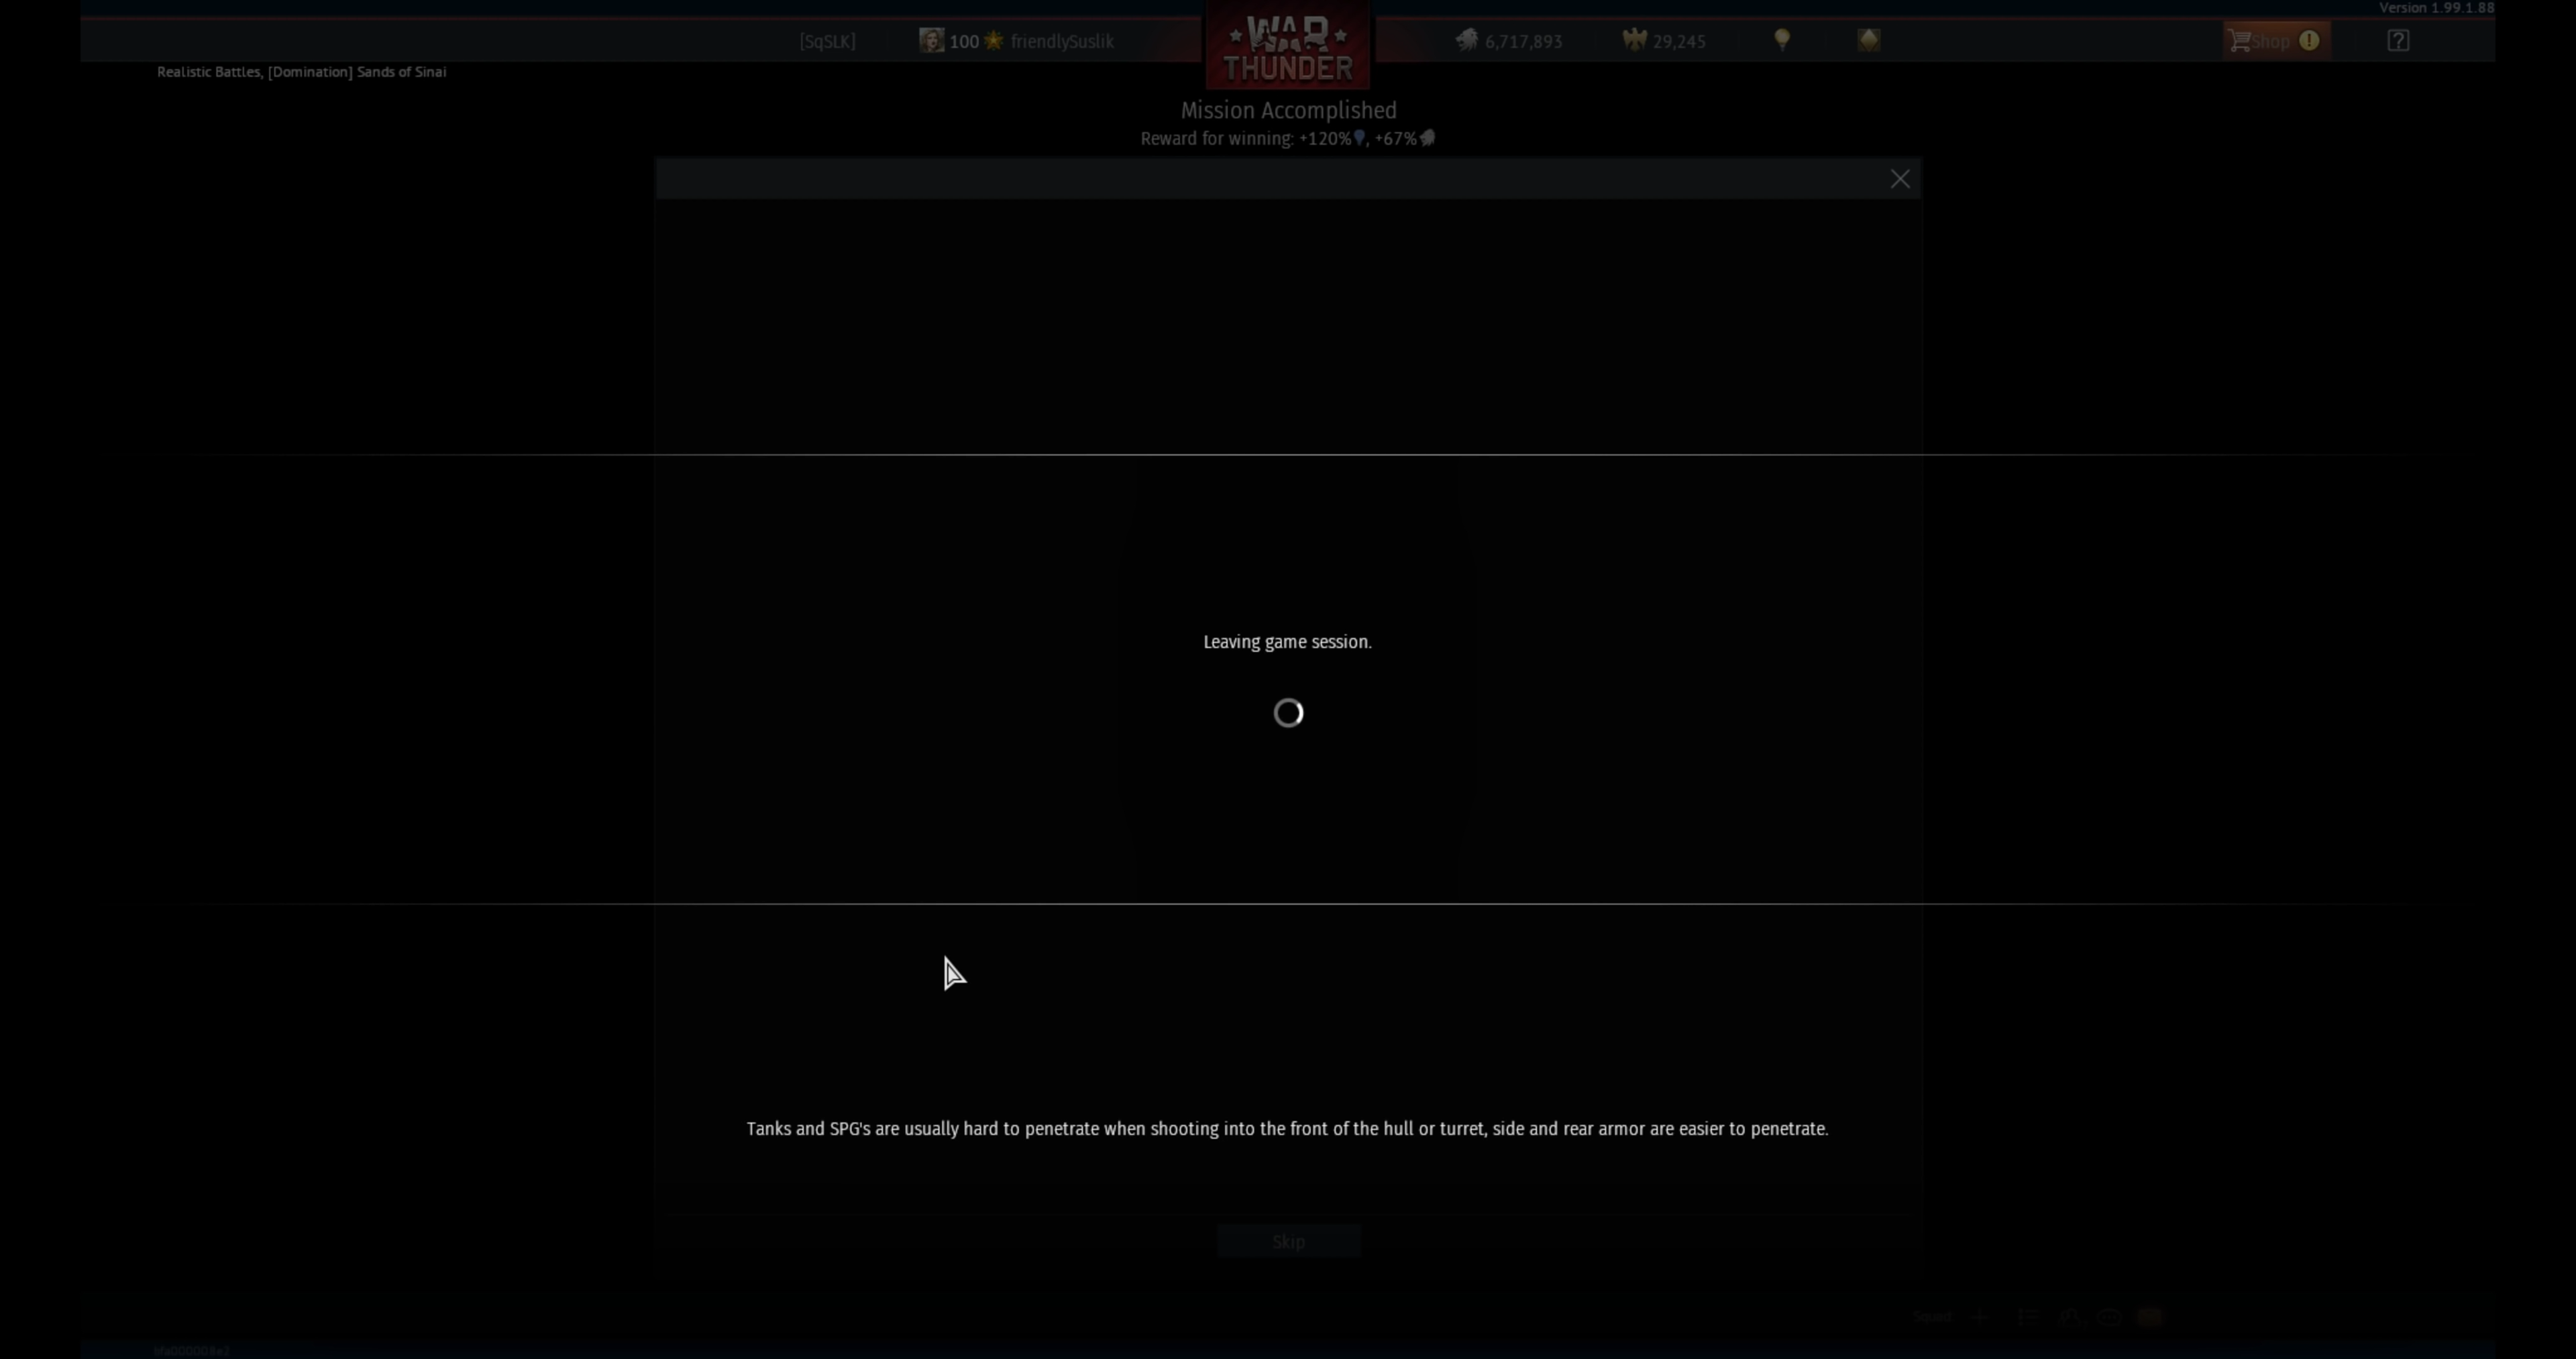 Version 1.99.1.88
[SqSLK] 100 friendlySuslik
WAR
THUNDER
6,717,893 29,245
Shop
Realistic Battles, [Domination] Sands of Sinai
Mission Accomplished
Reward for winning: +120%, +67%
Leaving game session.
Tanks and SPG's are usually hard to penetrate when shooting into the front of the hull or turret, side and rear armor are easier to penetrate.
Skip
Squad